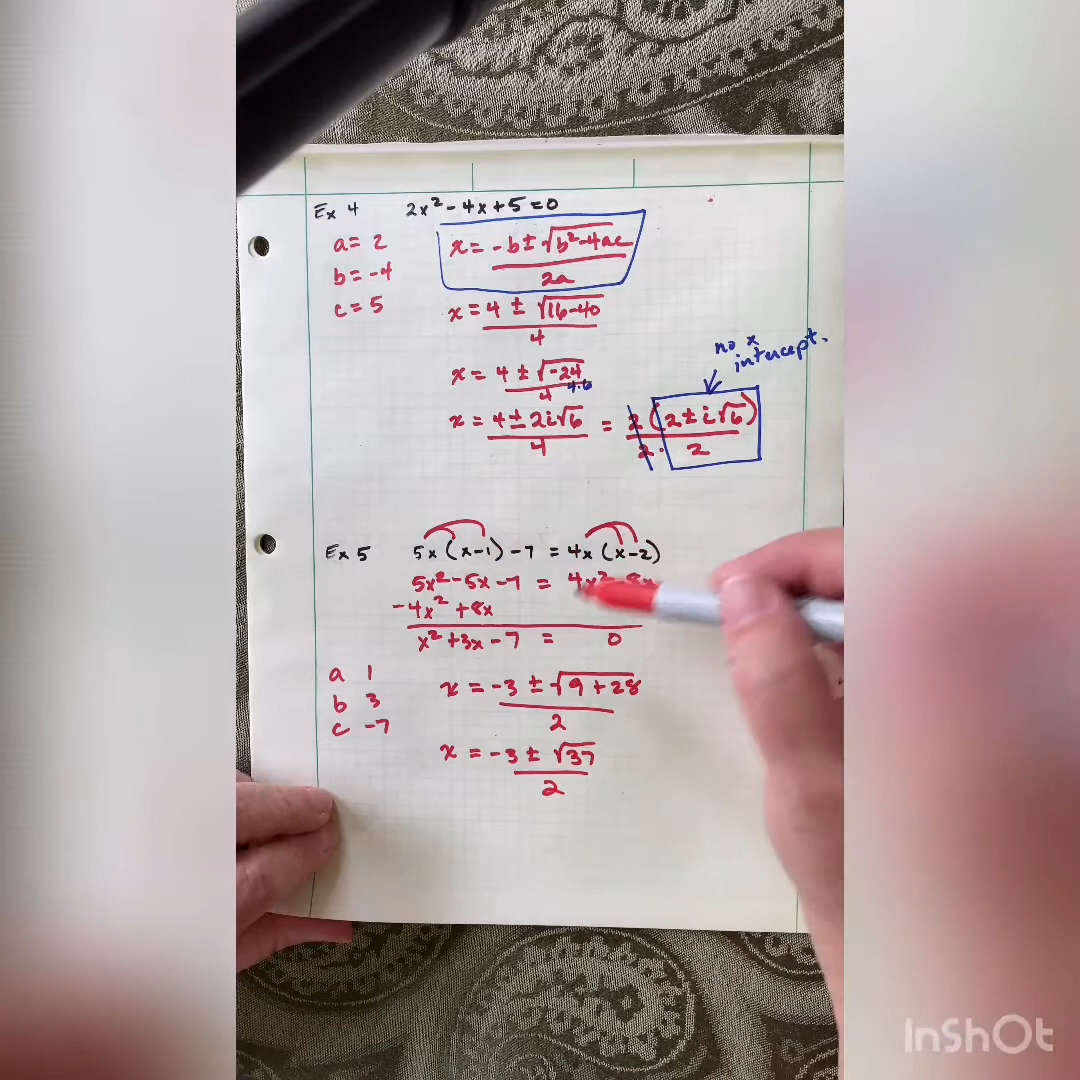 Ex 4 2x² - 4x + 5 = 0
a = 2
b = -4
c = 5
x = -b ± √b² - 4ac
2a
x = 4 ± √16-40
4
x = 4 ± √-24
4 4·6
x = 4 ± 2i√6 = 2 (2 ± i√6)
4 2· 2
no x
intercept.
Ex 5 5x (x-1) - 7 = 4x (x-2)
5x² - 5x - 7 = 4x² - 8x
-4x² +8x
x² + 3x - 7 = 0
a 1
b 3
c -7
x = -3 ± √9 + 28
2
x = -3 ± √37
2
InShOt